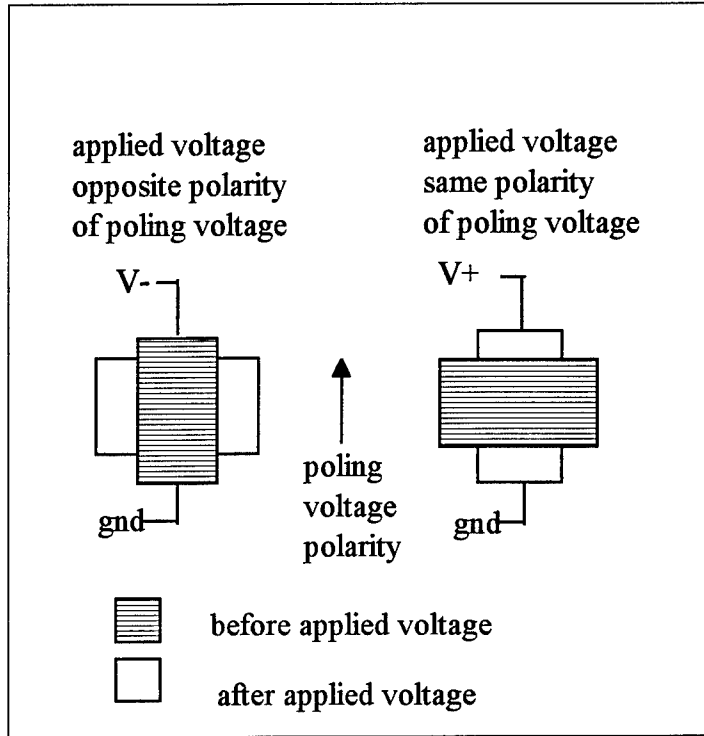 applied voltage
opposite polarity
of poling voltage
applied voltage
same polarity
of poling voltage
V-
V+
poling
voltage
polarity
gnd
gnd
before applied voltage
after applied voltage